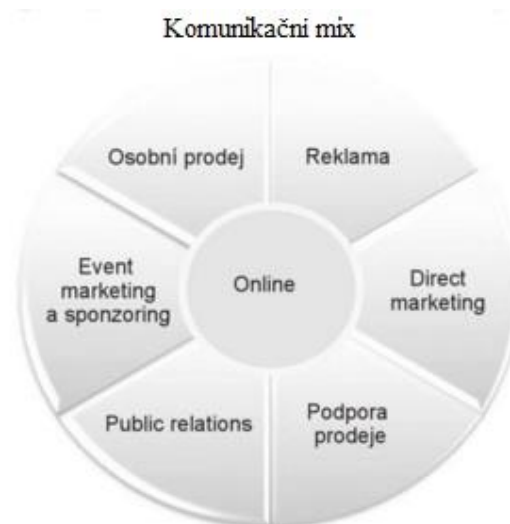 Komunikační mix
Osobní prodej
Reklama
Event
marketing
a sponzoring
Online
Direct
marketing
Public relations
Podpora
prodeje